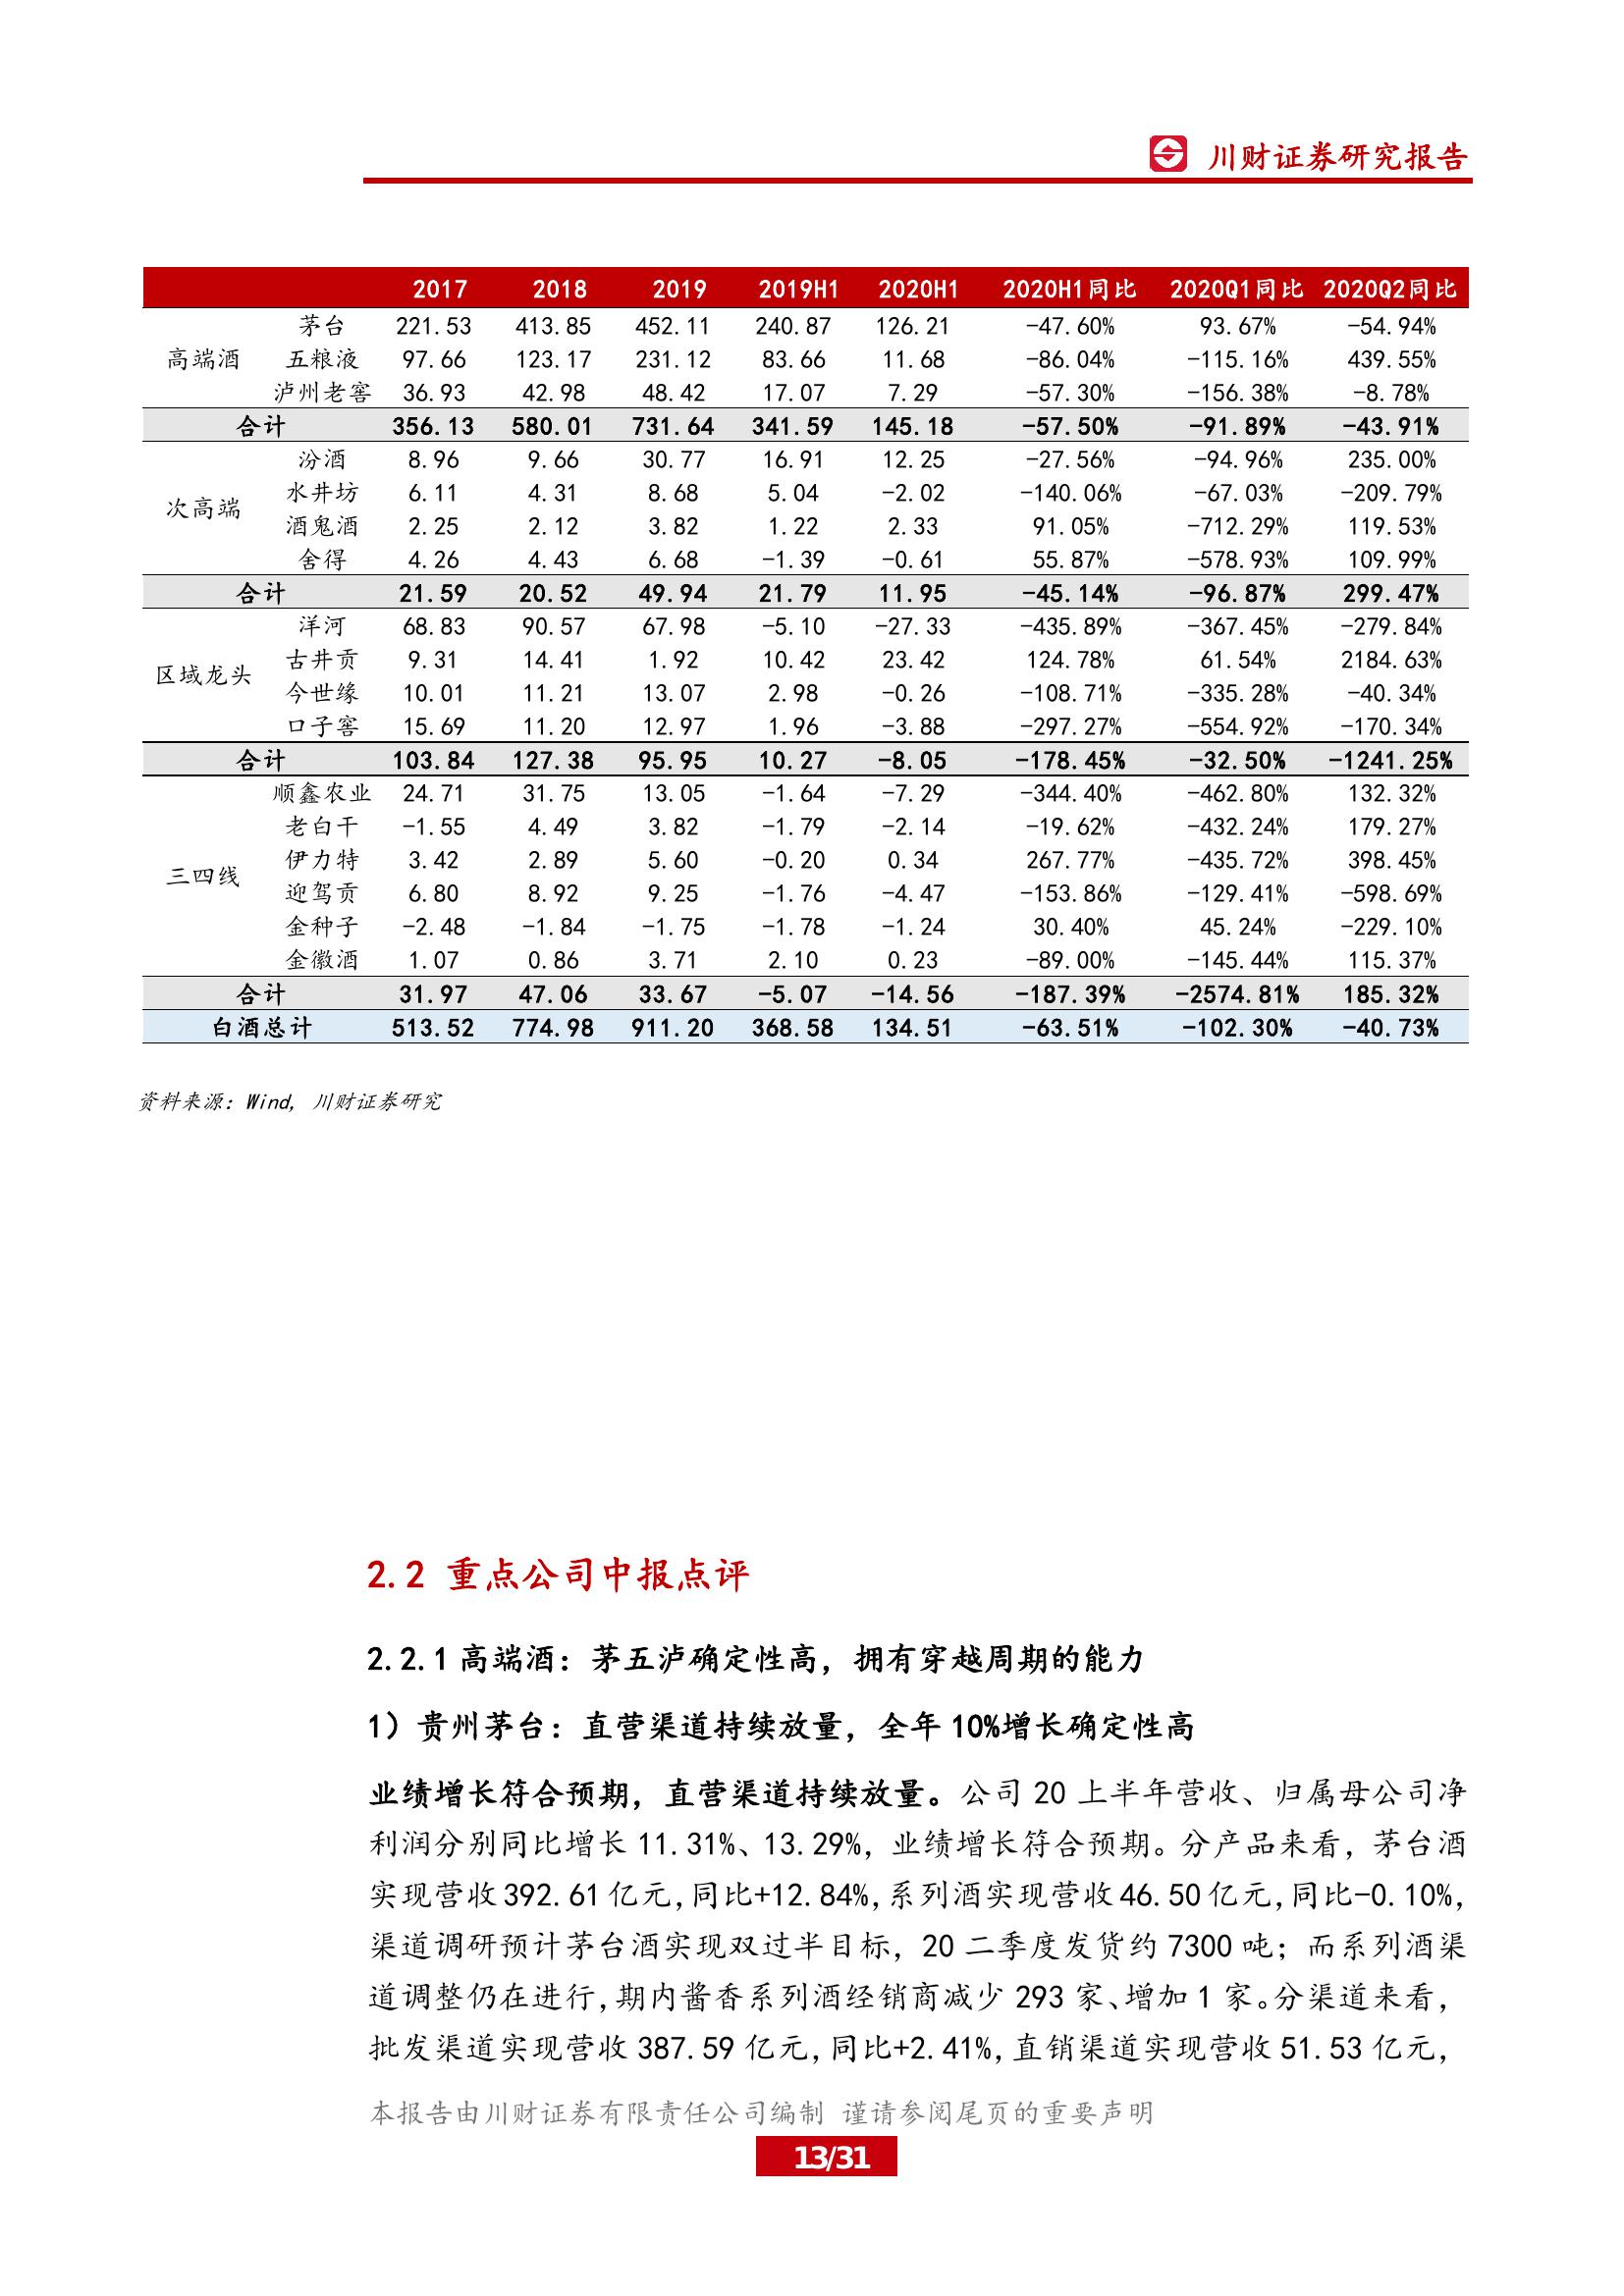 川财证券研究报告
2017 2018 2019 2019H1 2020H1 2020H1同比 2020Q1同比 2020Q2同比
高端酒
茅台 221.53 413.85 452.11 240.87 126.21 -47.60% 93.67% -54.94%
五粮液 97.66 123.17 231.12 83.66 11.68 -86.04% -115.16% 439.55%
泸州老窖 36.93 42.98 48.42 17.07 7.29 -57.30% -156.38% -8.78%
合计 356.13 580.01 731.64 341.59 145.18 -57.50% -91.89% -43.91%
次高端
汾酒 8.96 9.66 30.77 16.91 12.25 -27.56% -94.96% 235.00%
水井坊 6.11 4.31 8.68 5.04 -2.02 -140.06% -67.03% -209.79%
酒鬼酒 2.25 2.12 3.82 1.22 2.33 91.05% -712.29% 119.53%
舍得 4.26 4.43 6.68 -1.39 -0.61 55.87% -578.93% 109.99%
合计 21.59 20.52 49.94 21.79 11.95 -45.14% -96.87% 299.47%
区域龙头
洋河 68.83 90.57 67.98 -5.10 -27.33 -435.89% -367.45% -279.84%
古井贡 9.31 14.41 1.92 10.42 23.42 124.78% 61.54% 2184.63%
今世缘 10.01 11.21 13.07 2.98 -0.26 -108.71% -335.28% -40.34%
口子窖 15.69 11.20 12.97 1.96 -3.88 -297.27% -554.92% -170.34%
合计 103.84 127.38 95.95 10.27 -8.05 -178.45% -32.50% -1241.25%
三四线
顺鑫农业 24.71 31.75 13.05 -1.64 -7.29 -344.40% -462.80% 132.32%
老白干 -1.55 4.49 3.82 -1.79 -2.14 -19.62% -432.24% 179.27%
伊力特 3.42 2.89 5.60 -0.20 0.34 267.77% -435.72% 398.45%
迎驾贡 6.80 8.92 9.25 -1.76 -4.47 -153.86% -129.41% -598.69%
金种子 -2.48 -1.84 -1.75 -1.78 -1.24 30.40% 45.24% -229.10%
金徽酒 1.07 0.86 3.71 2.10 0.23 -89.00% -145.44% 115.37%
合计 31.97 47.06 33.67 -5.07 -14.56 -187.39% -2574.81% 185.32%
白酒总计 513.52 774.98 911.20 368.58 134.51 -63.51% -102.30% -40.73%
资料来源：Wind, 川财证券研究
2.2 重点公司中报点评
2.2.1 高端酒：茅五泸确定性高，拥有穿越周期的能力
1）贵州茅台：直营渠道持续放量，全年 10%增长确定性高
业绩增长符合预期，直营渠道持续放量。公司 20 上半年营收、归属母公司净
利润分别同比增长 11.31%、13.29%，业绩增长符合预期。分产品来看，茅台酒
实现营收 392.61 亿元，同比+12.84%，系列酒实现营收 46.50 亿元，同比-0.10%，
渠道调研预计茅台酒实现双过半目标，20 二季度发货约 7300 吨；而系列酒渠
道调整仍在进行，期内酱香系列酒经销商减少 293 家、增加 1 家。分渠道来看，
批发渠道实现营收 387.59 亿元，同比+2.41%，直销渠道实现营收 51.53 亿元，
本报告由川财证券有限责任公司编制 谨请参阅尾页的重要声明
13/31